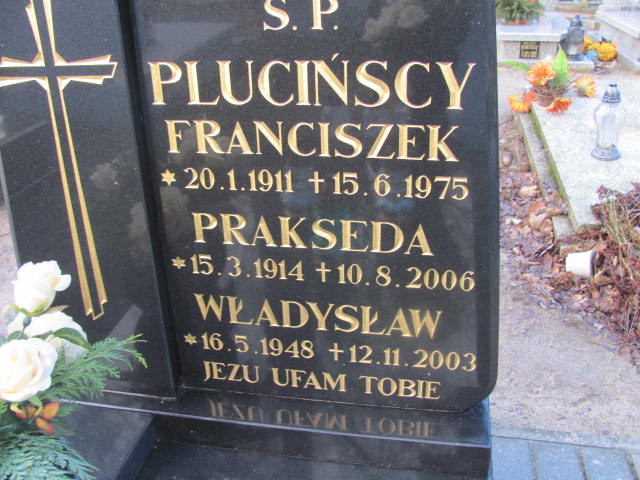 Ś. P.
PLUCIŃSCY
FRANCISZEK
* 20.1.1911 + 15.6.1975
PRAKSEDA
* 15.3.1914 + 10.8.2006
WŁADYSŁAW
* 16.5.1948 + 12.11.2003
JEZU UFAM TOBIE